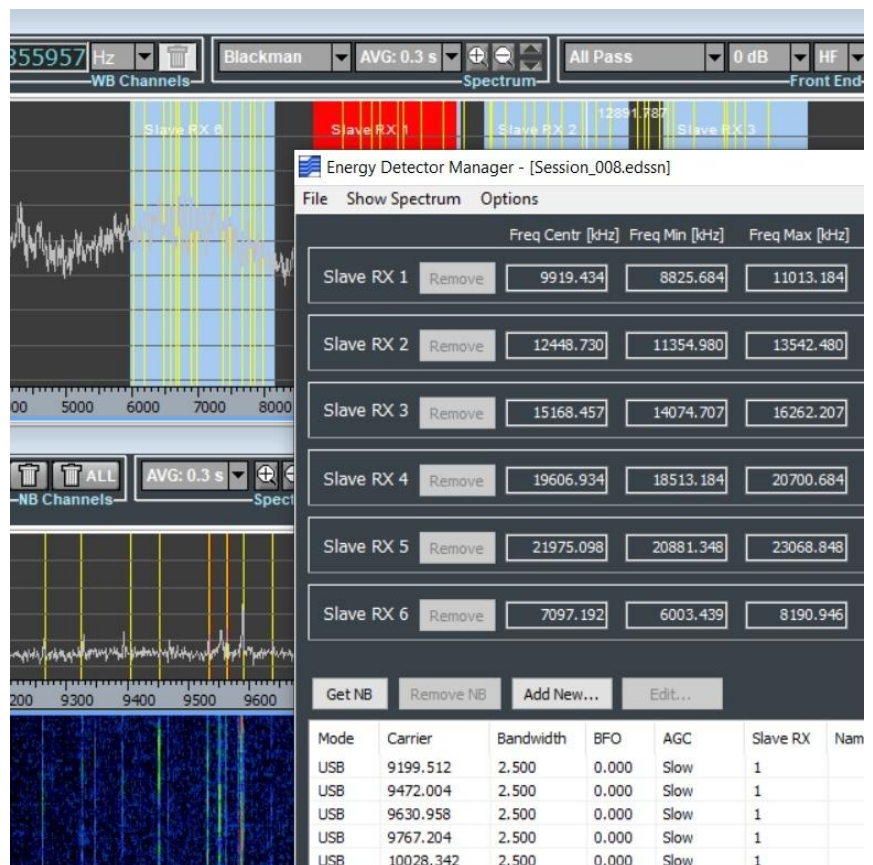 355957 Hz Blackman AVG: 0.3 s All Pass 0 dB HF
WB Channels Spectrum Front End
12891.787
Slave RX 6 Slave RX 1 Slave RX 2 Slave RX 3
Energy Detector Manager - [Session_008.edssn]
File Show Spectrum Options
Freq Centr [kHz] Freq Min [kHz] Freq Max [kHz]
Slave RX 1 Remove 9919.434 8825.684 11013.184
Slave RX 2 Remove 12448.730 11354.980 13542.480
00 5000 6000 7000 8000
Slave RX 3 Remove 15168.457 14074.707 16262.207
ALL AVG: 0.3 s
NB Channels Spect
Slave RX 4 Remove 19606.934 18513.184 20700.684
Slave RX 5 Remove 21975.098 20881.348 23068.848
Slave RX 6 Remove 7097.192 6003.439 8190.946
200 9300 9400 9500 9600
Get NB Remove NB Add New... Edit...
Mode Carrier Bandwidth BFO AGC Slave RX Nam
USB 9199.512 2.500 0.000 Slow 1
USB 9472.004 2.500 0.000 Slow 1
USB 9630.958 2.500 0.000 Slow 1
USB 9767.204 2.500 0.000 Slow 1
USB 10028.342 2.500 0.000 Slow 1